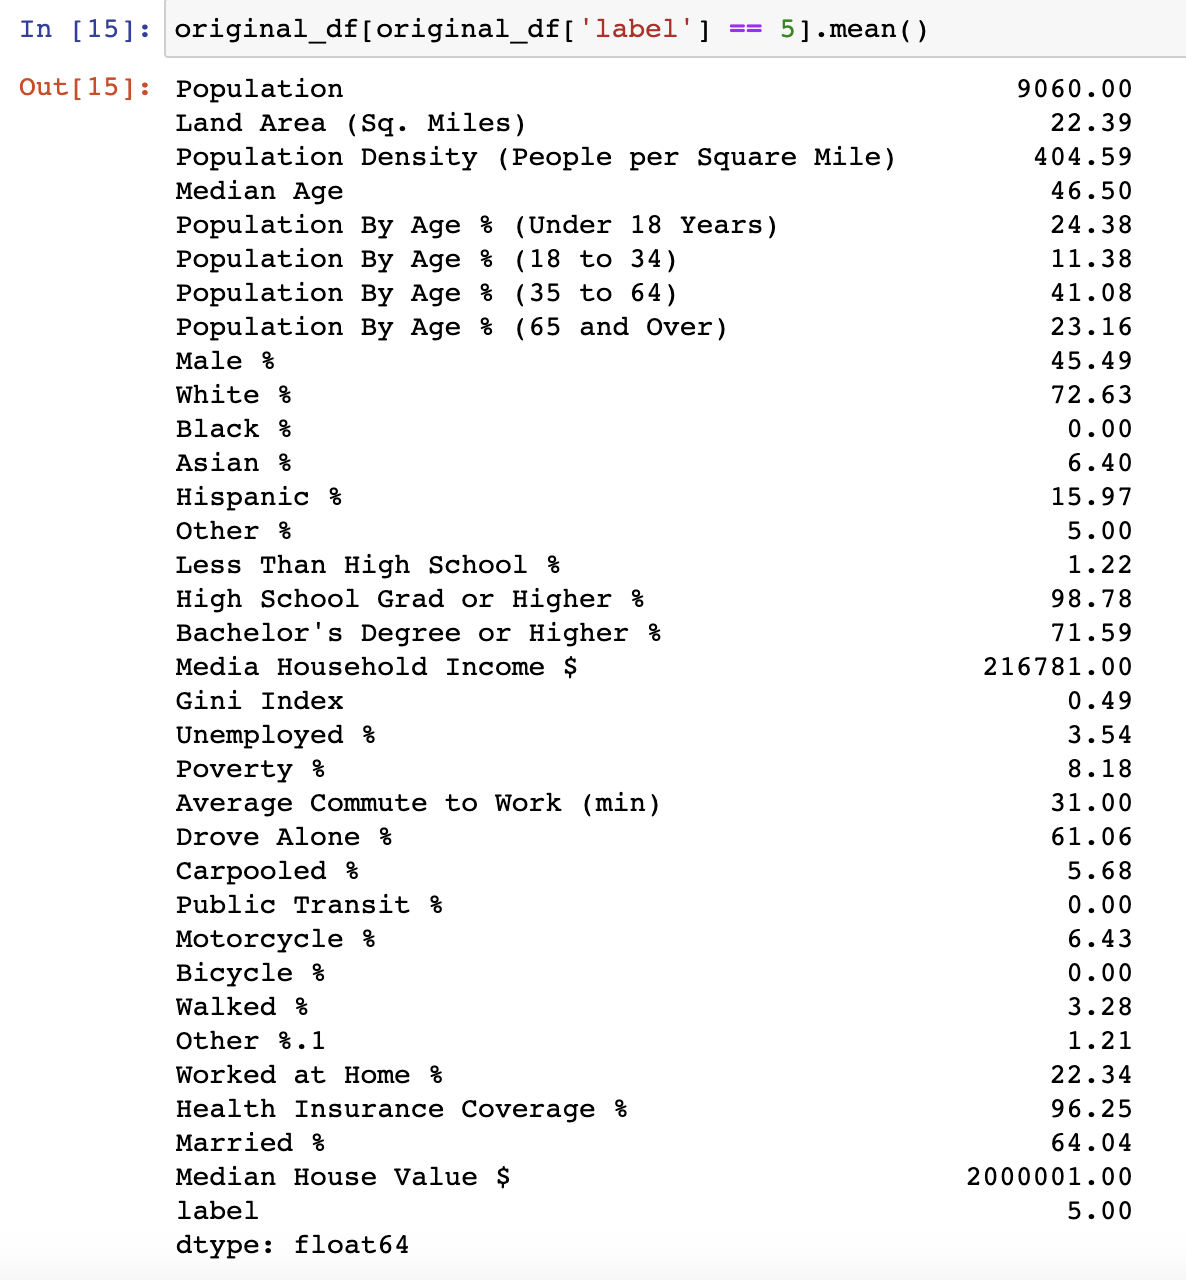 In [15]: original_df[original_df['label'] == 5].mean()
Out[15]: Population 9060.00
Land Area (Sq. Miles) 22.39
Population Density (People per Square Mile) 404.59
Median Age 46.50
Population By Age % (Under 18 Years) 24.38
Population By Age % (18 to 34) 11.38
Population By Age % (35 to 64) 41.08
Population By Age % (65 and Over) 23.16
Male % 45.49
White % 72.63
Black % 0.00
Asian % 6.40
Hispanic % 15.97
Other % 5.00
Less Than High School % 1.22
High School Grad or Higher % 98.78
Bachelor's Degree or Higher % 71.59
Media Household Income $ 216781.00
Gini Index 0.49
Unemployed % 3.54
Poverty % 8.18
Average Commute to Work (min) 31.00
Drove Alone % 61.06
Carpooled % 5.68
Public Transit % 0.00
Motorcycle % 6.43
Bicycle % 0.00
Walked % 3.28
Other %.1 1.21
Worked at Home % 22.34
Health Insurance Coverage % 96.25
Married % 64.04
Median House Value $ 2000001.00
label 5.00
dtype: float64